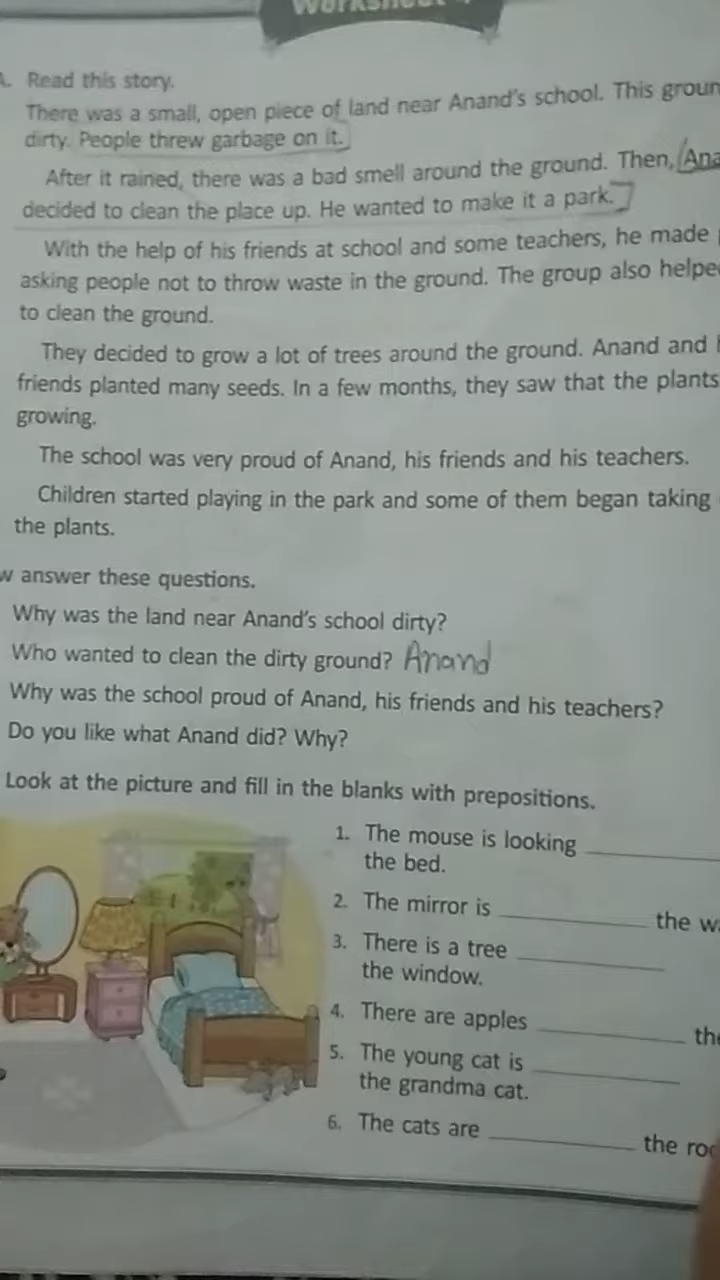 Worksheet
A. Read this story.
There was a small, open piece of land near Anand's school. This
dirty. People threw garbage on it.
After it rained, there was a bad smell around the ground. Then,
decided to clean the place up. He wanted to make it a park.
With the help of his friends at school and some teachers, he made
asking people not to throw waste in the ground. The group also
to clean the ground.
They decided to grow a lot of trees around the ground. Anand and
friends planted many seeds. In a few months, they saw that the plants
growing.
The school was very proud of Anand, his friends and his teachers.
Children started playing in the park and some of them began taking
the plants.
answer these questions.
Why was the land near Anand's school dirty?
Who wanted to clean the dirty ground? Anand
Why was the school proud of Anand, his friends and his teachers?
Do you like what Anand did? Why?
Look at the picture and fill in the blanks with prepositions.
1. The mouse is looking
the bed.
2. The mirror is the
3. There is a tree
the window.
4. There are apples
5. The young cat is
the grandma cat.
6. The cats are the